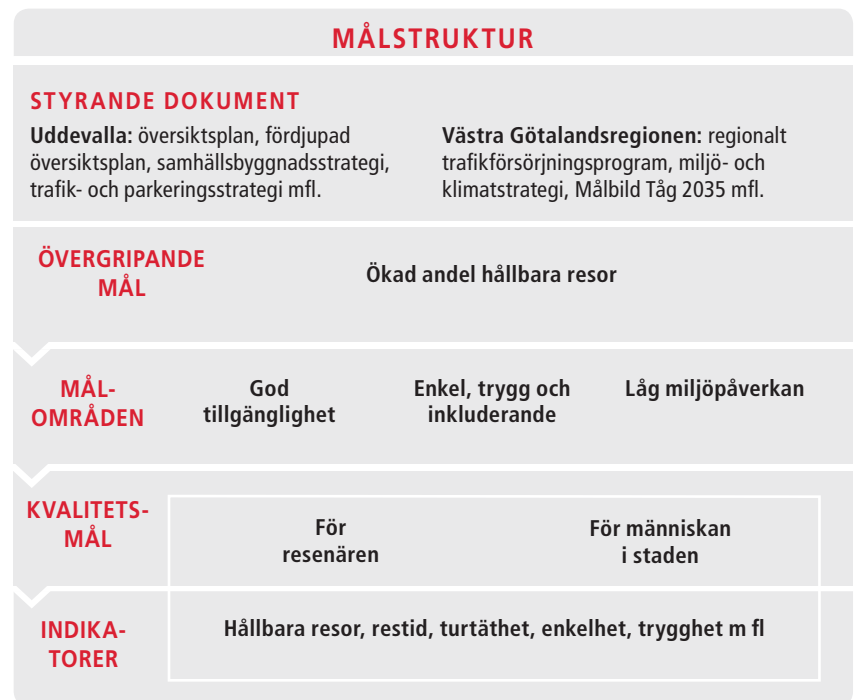 MÅLSTRUKTUR
STYRANDE DOKUMENT
Uddevalla: översiktsplan, fördjupad
översiktsplan, samhällsbyggnadsstrategi,
trafik- och parkeringsstrategi mfl.
Västra Götalandsregionen: regionalt
trafikförsörjningsprogram, miljö- och
klimatstrategi, Målbild Tåg 2035 mfl.
ÖVERGRIPANDE
MÅL
Ökad andel hållbara resor
MÅL-
OMRÅDEN
God
tillgänglighet
Enkel, trygg och
inkluderande
Låg miljöpåverkan
KVALITETS-
MÅL
För
resenären
För människan
i staden
INDIKA-
TORER
Hållbara resor, restid, turtäthet, enkelhet, trygghet m fl